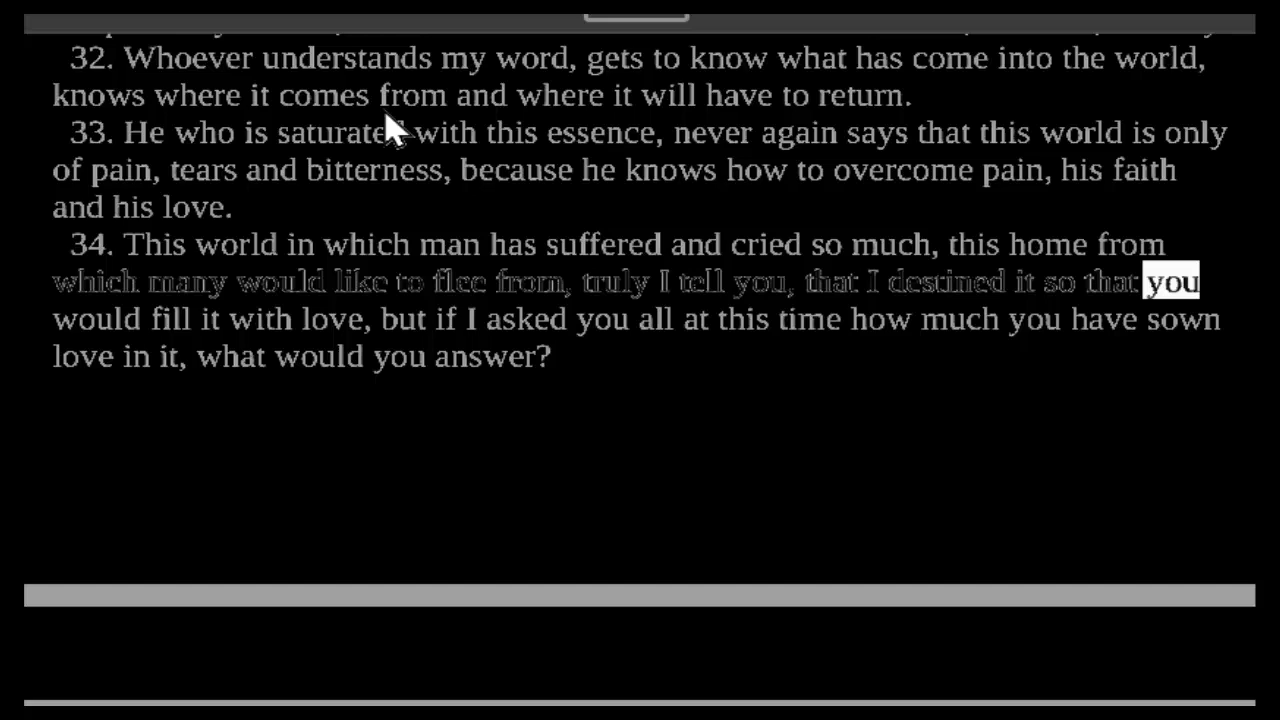 32. Whoever understands my word, gets to know what has come into the world,
knows where it comes from and where it will have to return.
33. He who is saturated with this essence, never again says that this world is only
of pain, tears and bitterness, because he knows how to overcome pain, his faith
and his love.
34. This world in which man has suffered and cried so much, this home from
which many would like to flee from, truly I tell you, that I destined it so that you
would fill it with love, but if I asked you all at this time how much you have sown
love in it, what would you answer?